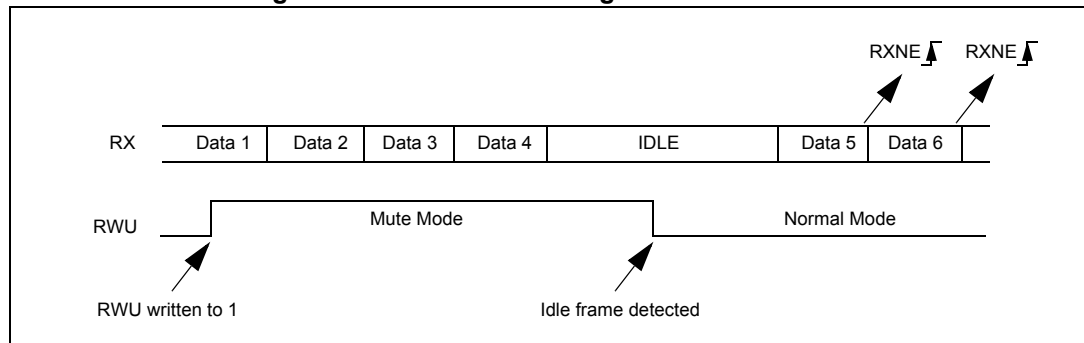 RXNE RXNE
RX Data 1 Data 2 Data 3 Data 4 IDLE Data 5 Data 6
RWU Mute Mode Normal Mode
RWU written to 1 Idle frame detected